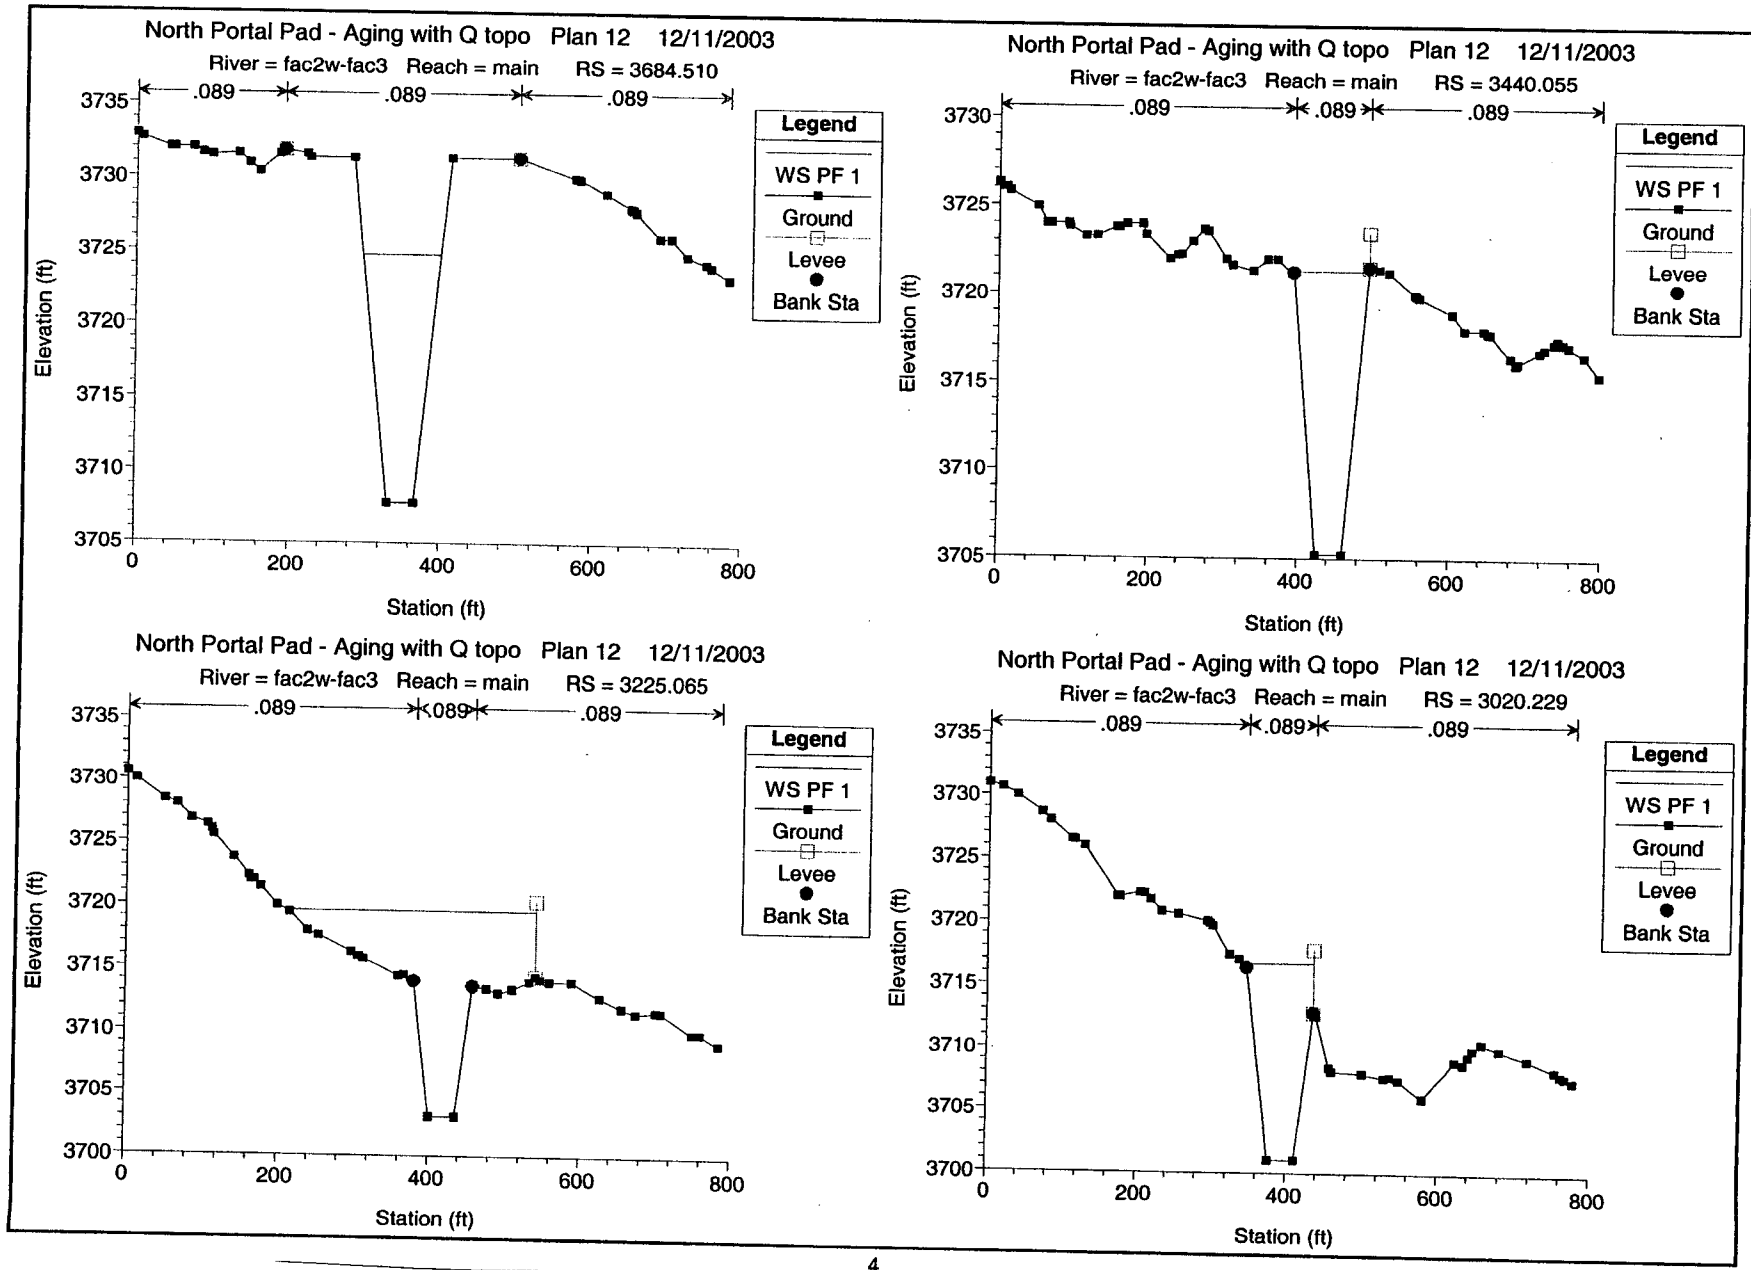 North Portal Pad - Aging with Q topo Plan 12 12/11/2003
River = fac2w-fac3 Reach = main RS = 3684.510
.089 .089 .089
3735
3730
3725
3720
3715
3710
3705
Elevation (ft)
0 200 400 600 800
Station (ft)
Legend
WS PF 1
Ground
Levee
Bank Sta
North Portal Pad - Aging with Q topo Plan 12 12/11/2003
River = fac2w-fac3 Reach = main RS = 3440.055
.089 .089 .089
3730
3725
3720
3715
3710
3705
Elevation (ft)
0 200 400 600 800
Station (ft)
Legend
WS PF 1
Ground
Levee
Bank Sta
North Portal Pad - Aging with Q topo Plan 12 12/11/2003
River = fac2w-fac3 Reach = main RS = 3225.065
.089 .089 .089
3735
3730
3725
3720
3715
3710
3705
3700
Elevation (ft)
0 200 400 600 800
Station (ft)
Legend
WS PF 1
Ground
Levee
Bank Sta
North Portal Pad - Aging with Q topo Plan 12 12/11/2003
River = fac2w-fac3 Reach = main RS = 3020.229
.089 .089 .089
3735
3730
3725
3720
3715
3710
3705
3700
Elevation (ft)
0 200 400 600 800
Station (ft)
Legend
WS PF 1
Ground
Levee
Bank Sta
4